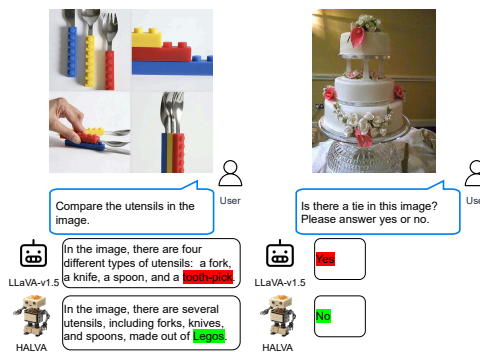 User
Compare the utensils in the
image.
LLaVA-v1.5
In the image, there are four
different types of utensils: a fork,
a knife, a spoon, and a tooth-pick.
HALVA
In the image, there are several
utensils, including forks, knives,
and spoons, made out of Legos.
Use
Is there a tie in this image?
Please answer yes or no.
LLaVA-v1.5
Yes
HALVA
No